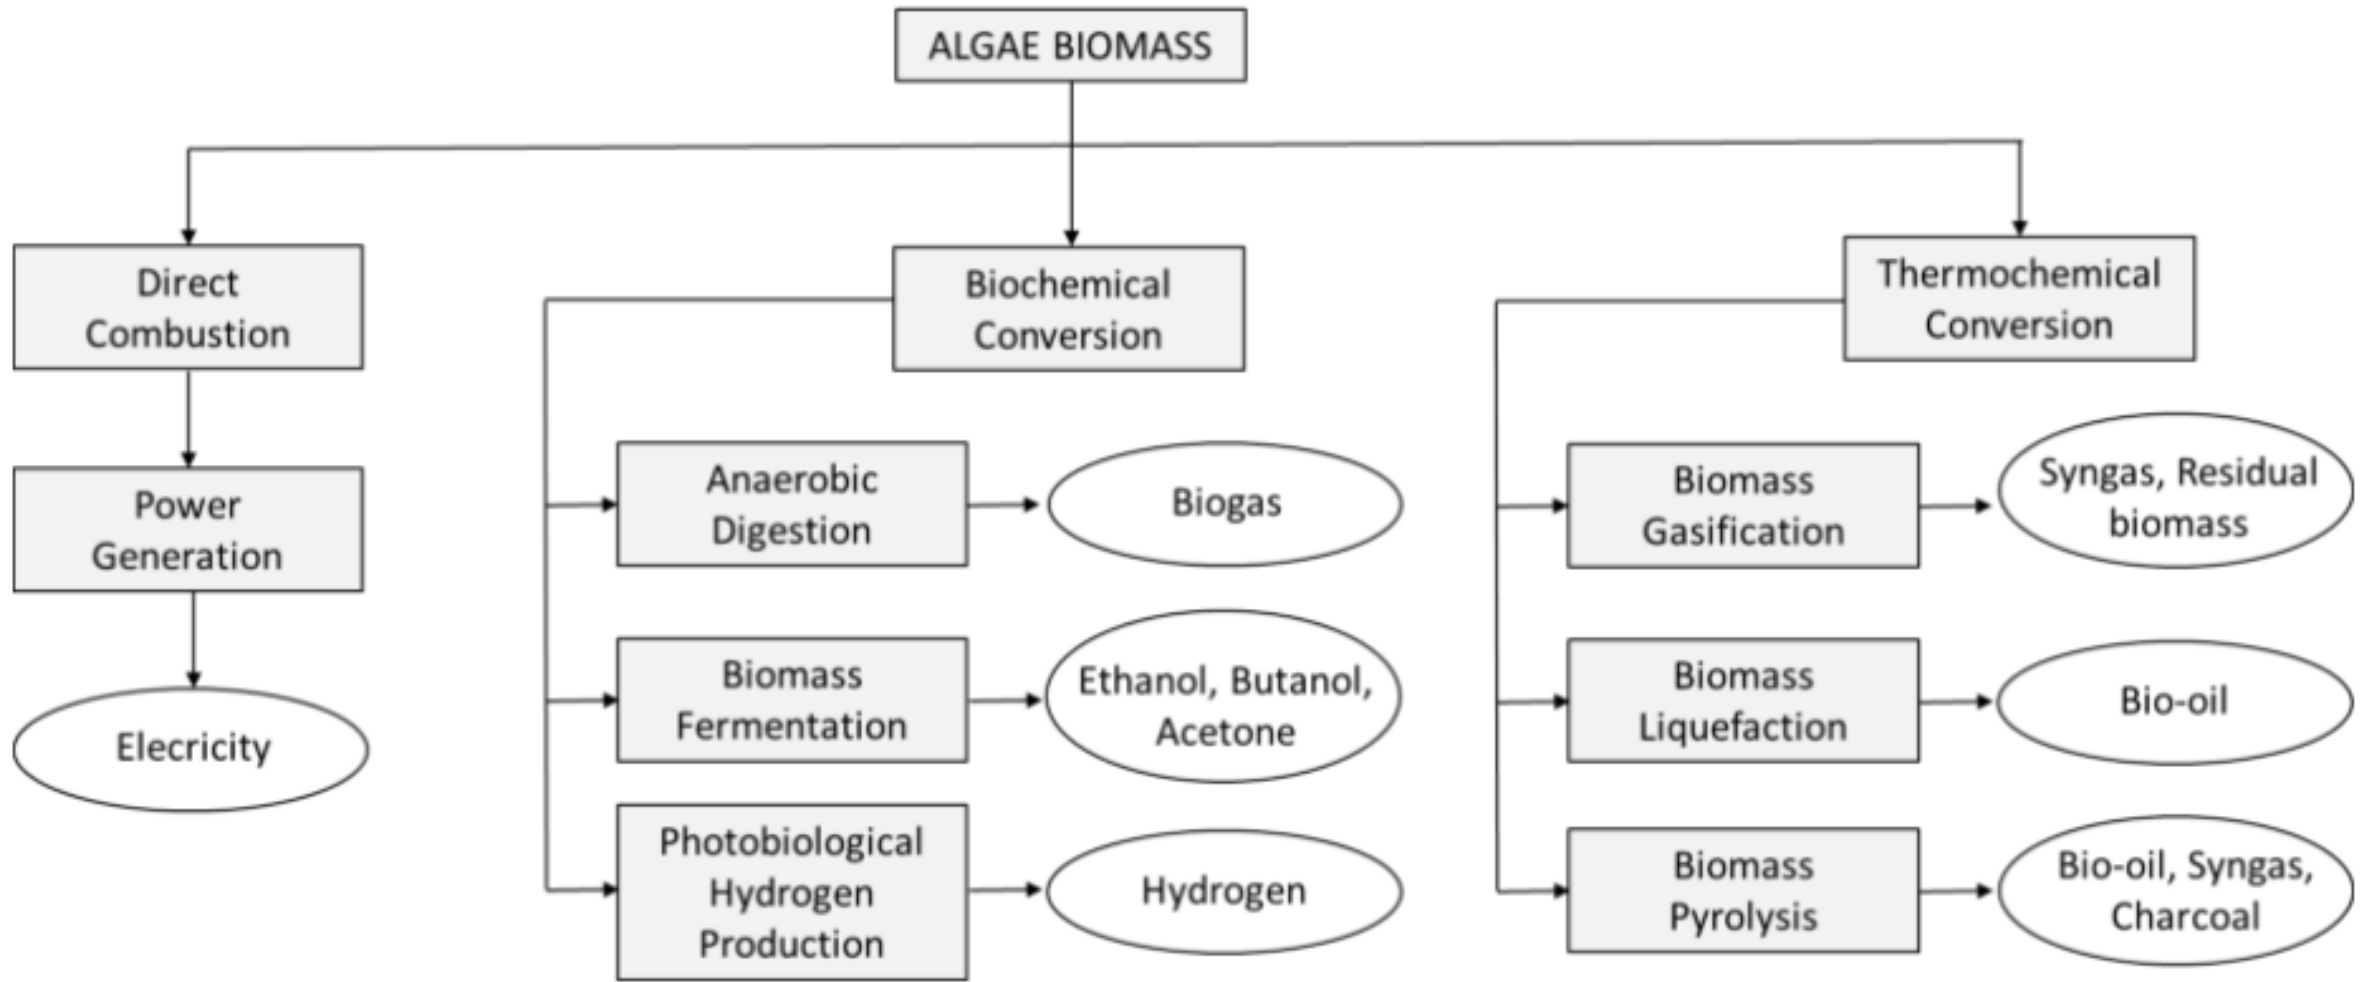 ALGAE BIOMASS
Direct
Combustion
Power
Generation
Elecricity
Biochemical
Conversion
Anaerobic
Digestion
Biogas
Biomass
Fermentation
Ethanol, Butanol,
Acetone
Photobiological
Hydrogen
Production
Hydrogen
Thermochemical
Conversion
Biomass
Gasification
Syngas, Residual
biomass
Biomass
Liquefaction
Bio-oil
Biomass
Pyrolysis
Bio-oil, Syngas,
Charcoal